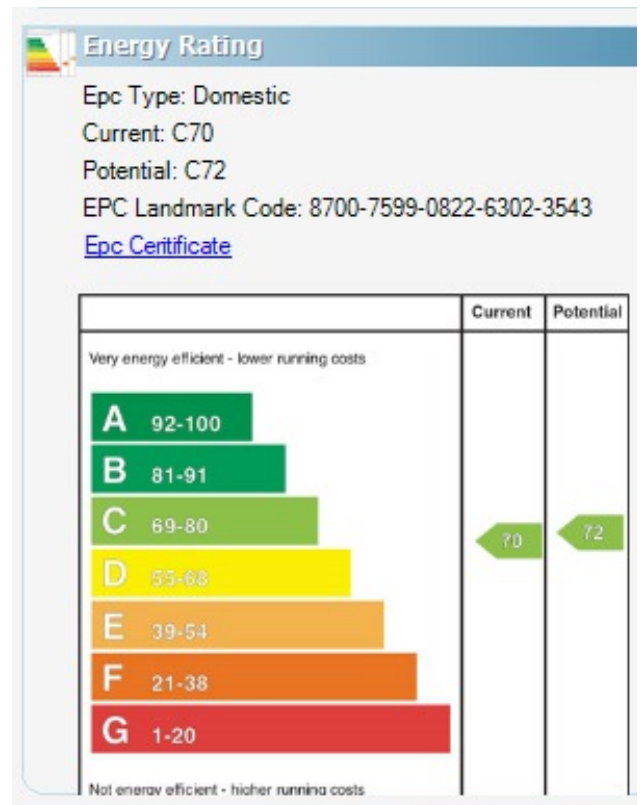 Energy Rating
Epc Type: Domestic
Current: C70
Potential: C72
EPC Landmark Code: 8700-7599-0822-6302-3543
Epc Ceritificate
Current Potential
Very energy efficient - lower running costs
A 92-100
B 81-91
C 69-80
70 72
D 55-68
E 39-54
F 21-38
G 1-20
Not energy efficient - higher running costs